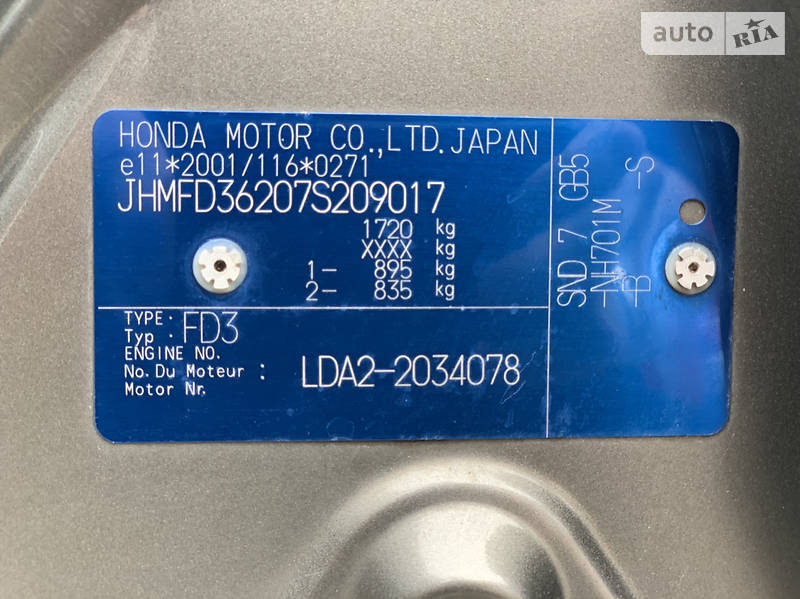 auto RIA
HONDA MOTOR CO.,LTD.JAPAN
e11*2001/116*0271
JHMFD36207S209017
1720 kg
XXXX kg
1- 895 kg
2- 835 kg
TYPE:
Typ : FD3
ENGINE NO.
No.Du Moteur :
Motor Nr.
LDA2-2034078
SND 7 GB5
-NH701M -S
-B